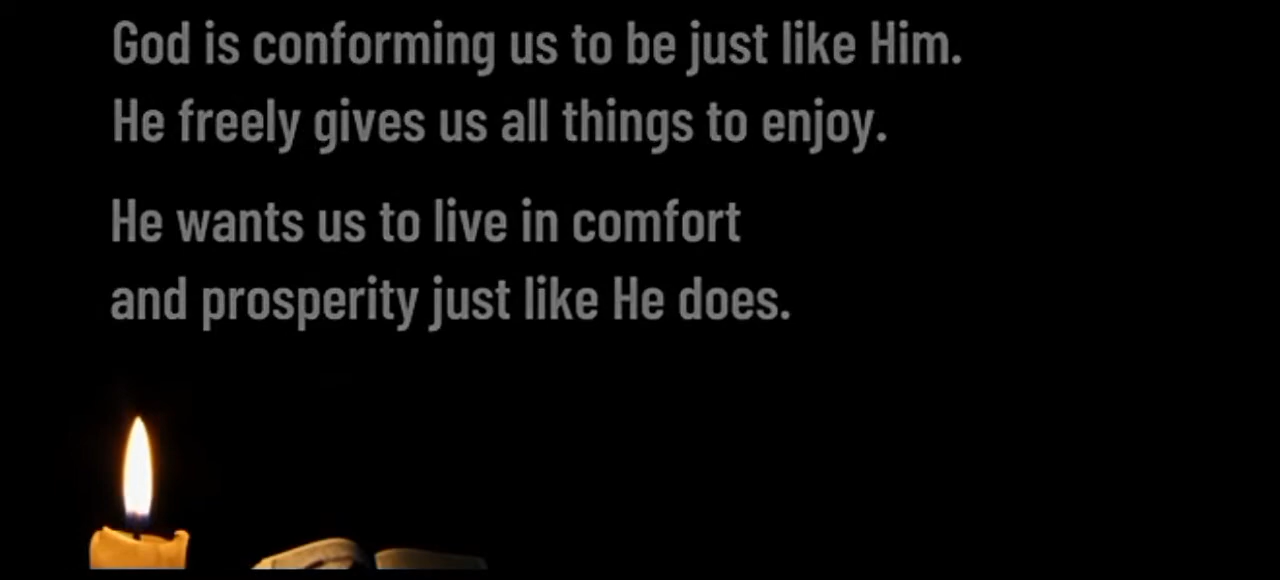 God is conforming us to be just like Him.
He freely gives us all things to enjoy.
He wants us to live in comfort
and prosperity just like He does.